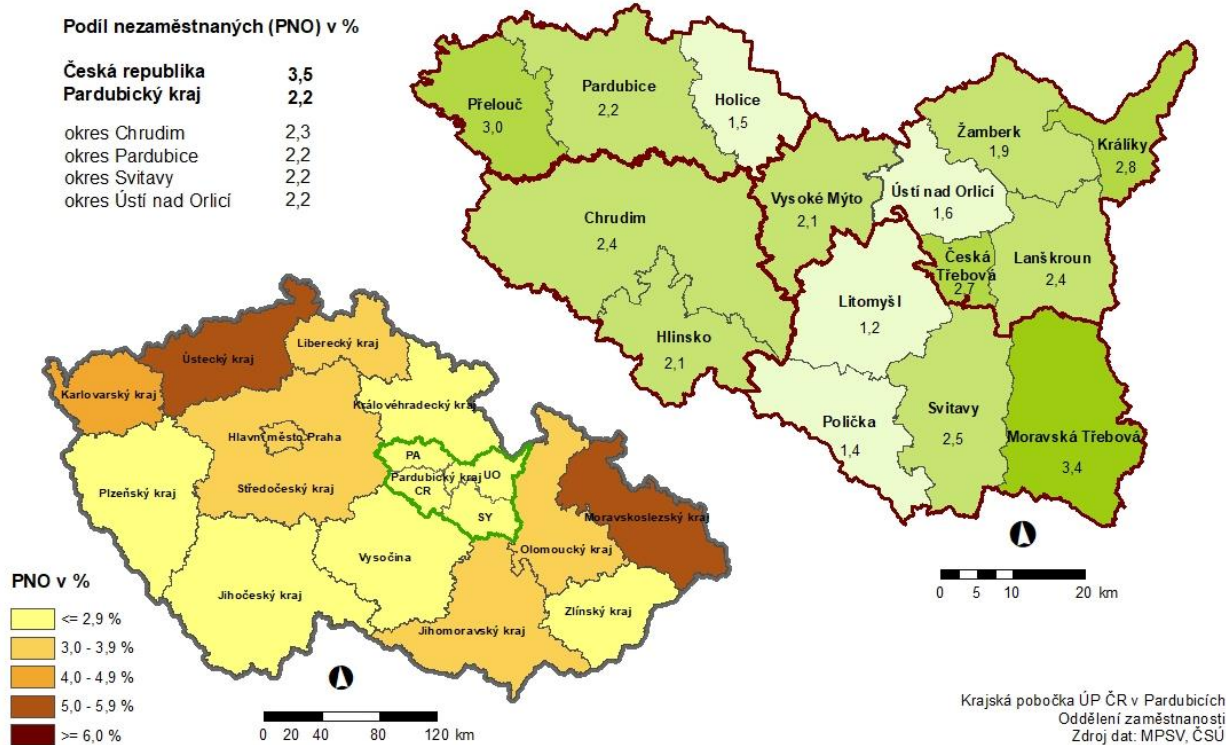 Podíl nezaměstnaných (PNO) v %
Česká republika 3,5
Pardubický kraj 2,2
okres Chrudim 2,3
okres Pardubice 2,2
okres Svitavy 2,2
okres Ústí nad Orlicí 2,2
Přelouč
3,0
Pardubice
2,2
Holice
1,5
Žamberk
1,9
Králíky
2,8
Ústí nad Orlicí
1,6
Vysoké Mýto
2,1
Chrudim
2,4
Česká
Třebová
2,7
Lanškroun
2,4
Litomyšl
1,2
Hlinsko
2,1
Polička
1,4
Svitavy
2,5
Moravská Třebová
3,4
0 5 10 20 km
Ústecký kraj
Liberecký kraj
Karlovarský kraj
Královéhradecký kraj
Hlavní město Praha
PA
UO
Pardubický kraj
CR
Středočeský kraj
Plzeňský kraj
SY
Moravskoslezský kraj
Olomoucký kraj
Vysočina
Jihočeský kraj
Zlínský kraj
Jihomoravský kraj
PNO v %
<= 2,9 %
3,0 - 3,9 %
4,0 - 4,9 %
5,0 - 5,9 %
>= 6,0 %
0 20 40 80 120 km
Krajská pobočka ÚP ČR v Pardubicích
Oddělení zaměstnanosti
Zdroj dat: MPSV, ČSÚ